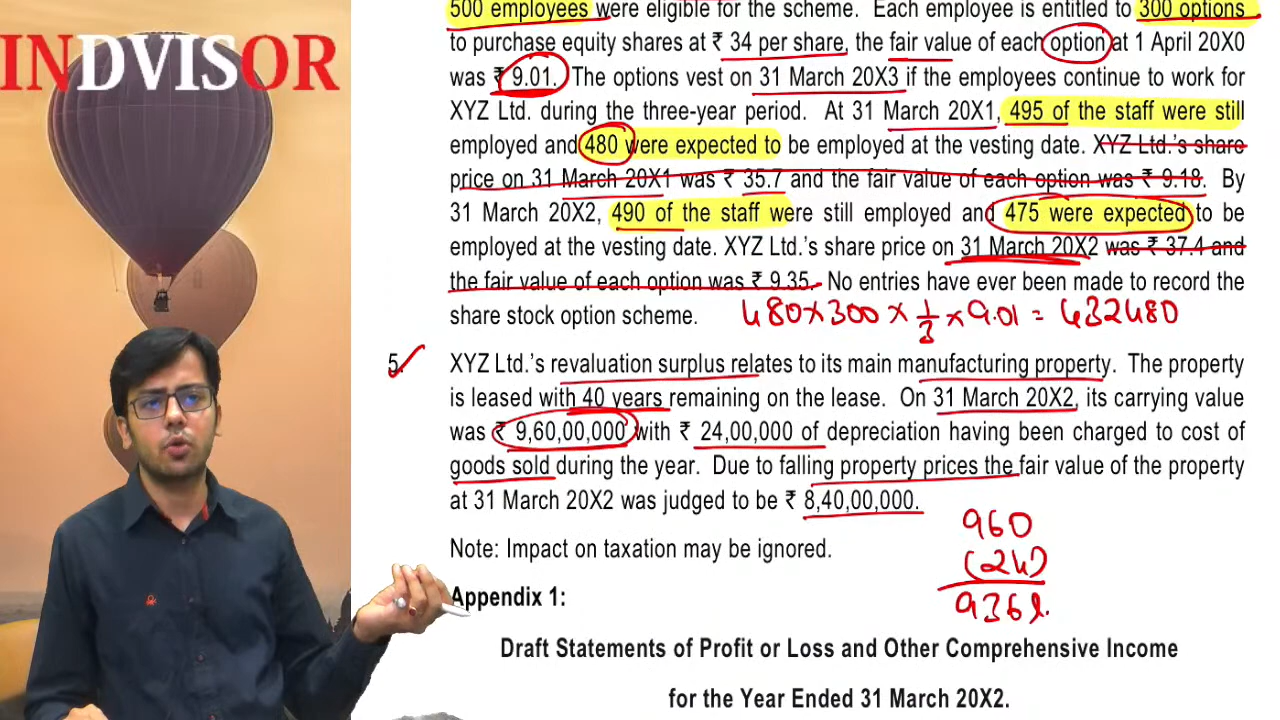 INDVISOR
500 employees were eligible for the scheme. Each employee is entitled to 300 options
to purchase equity shares at ₹ 34 per share, the fair value of each option at 1 April 20X0
was ₹ 9.01. The options vest on 31 March 20X3 if the employees continue to work for
XYZ Ltd. during the three-year period. At 31 March 20X1, 495 of the staff were still
employed and 480 were expected to be employed at the vesting date. XYZ Ltd.'s share
price on 31 March 20X1 was ₹ 35.7 and the fair value of each option was ₹ 9.18. By
31 March 20X2, 490 of the staff were still employed and 475 were expected to be
employed at the vesting date. XYZ Ltd.'s share price on 31 March 20X2 was ₹ 37.4 and
the fair value of each option was ₹ 9.35. No entries have ever been made to record the
share stock option scheme.
480 × 300 × 1/3 × 9.01 = 432480
5. XYZ Ltd.'s revaluation surplus relates to its main manufacturing property. The property
is leased with 40 years remaining on the lease. On 31 March 20X2, its carrying value
was ₹ 9,60,00,000 with ₹ 24,00,000 of depreciation having been charged to cost of
goods sold during the year. Due to falling property prices the fair value of the property
at 31 March 20X2 was judged to be ₹ 8,40,00,000.
960
(24)
936l.
Note: Impact on taxation may be ignored.
Appendix 1:
Draft Statements of Profit or Loss and Other Comprehensive Income
for the Year Ended 31 March 20X2.